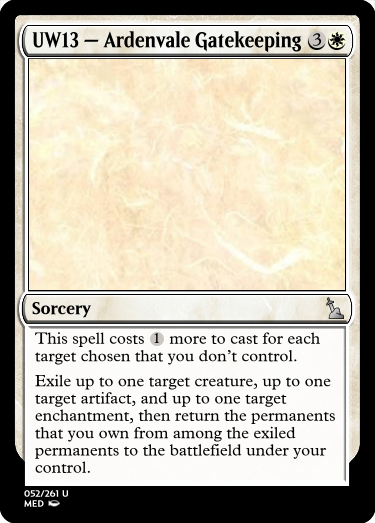 UW13 — Ardenvale Gatekeeping 3
Sorcery
This spell costs 1 more to cast for each
target chosen that you don't control.
Exile up to one target creature, up to one
target artifact, and up to one target
enchantment, then return the permanents
that you own from among the exiled
permanents to the battlefield under your
control.
052/261 U
MED